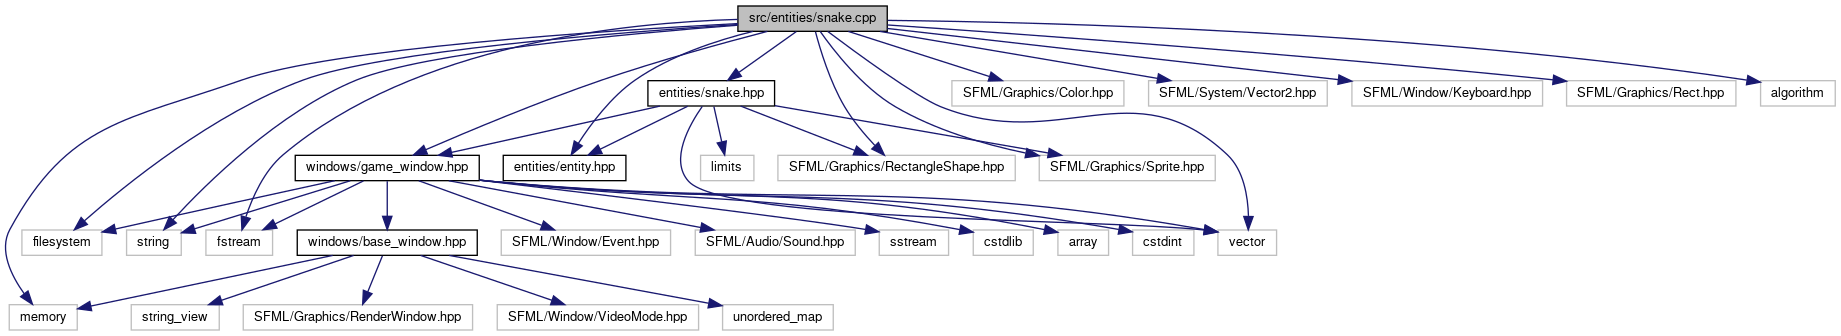 src/entities/snake.cpp
entities/snake.hpp
SFML/Graphics/Color.hpp
SFML/System/Vector2.hpp
SFML/Window/Keyboard.hpp
SFML/Graphics/Rect.hpp
algorithm
windows/game_window.hpp
entities/entity.hpp
limits
SFML/Graphics/RectangleShape.hpp
SFML/Graphics/Sprite.hpp
filesystem
string
fstream
windows/base_window.hpp
SFML/Window/Event.hpp
SFML/Audio/Sound.hpp
sstream
cstdlib
array
cstdint
vector
memory
string_view
SFML/Graphics/RenderWindow.hpp
SFML/Window/VideoMode.hpp
unordered_map